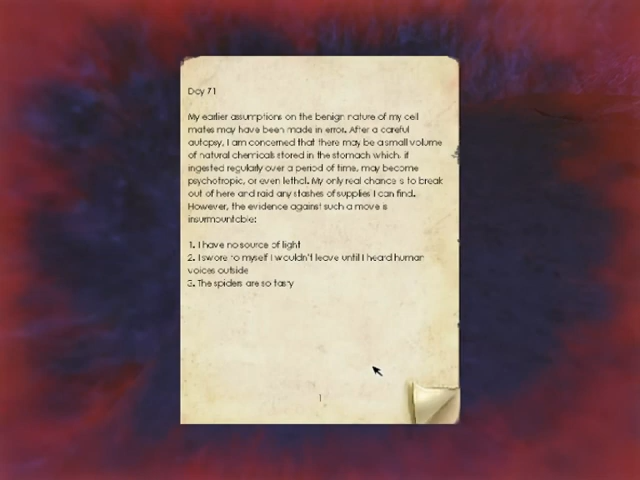 Day 71
My earlier assumptions on the benign nature of my cell
mates may have been made in error. After a careful
autopsy, I am concerned that there may be a small volume
of natural chemicals stored in the stomach which, if
ingested regularly over a period of time, may become
psychotropic, or even lethal. My only real chance is to break
out of here and raid any stashes of supplies I can find.
However, the evidence against such a move is
insurmountable:
1. I have no source of light
2. I swore to myself I wouldn't leave until I heard human
voices outside
3. The spiders are so tasty
1